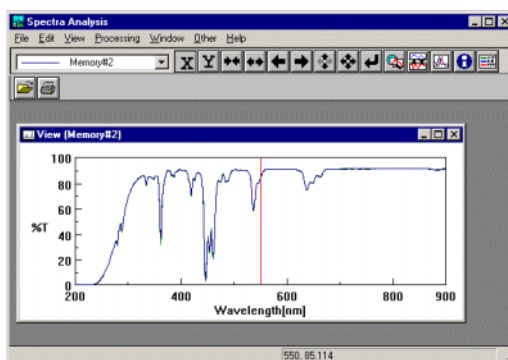 Spectra Analysis
File Edit View Processing Window Other Help
Memory#2 X Y
View (Memory#2)
100
80
60
%T
40
20
0
200 400 600 800 900
Wavelength[nm]
550, 85.114